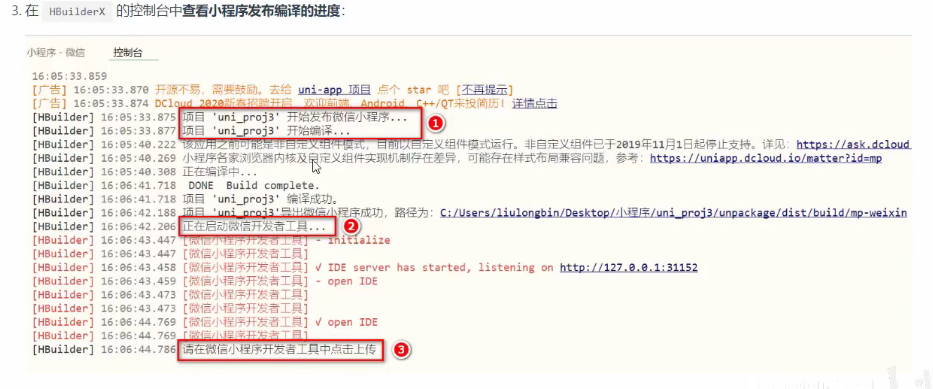 3. 在 HBuilderX 的控制台中查看小程序发布编译的进度：
小程序 - 微信 控制台
16:05:33.859
[广告] 16:05:33.870 开源不易，需要鼓励。去给 uni-app 项目 点个 star 吧 [不再提示]
[广告] 16:05:33.874 DCloud 2020新春招聘开启，欢迎前端、Android、C++/QT来投简历！详情点击
[HBuilder] 16:05:33.875 项目 'uni_proj3' 开始发布微信小程序... 1
[HBuilder] 16:05:33.877 项目 'uni_proj3' 开始编译...
[HBuilder] 16:05:40.222 该应用之前可能是非自定义组件模式，目前以自定义组件模式运行。非自定义组件已于2019年11月1日起停止支持。详见：https://ask.dcloud
[HBuilder] 16:05:40.269 小程序各家浏览器内核及自定义组件实现机制存在差异，可能存在样式布局兼容问题，参考：https://uniapp.dcloud.io/matter?id=mp
[HBuilder] 16:05:40.308 正在编译中...
[HBuilder] 16:06:41.718 DONE Build complete.
[HBuilder] 16:06:41.718 项目 'uni_proj3' 编译成功。
[HBuilder] 16:06:42.188 项目 'uni_proj3'导出微信小程序成功，路径为：C:/Users/liulongbin/Desktop/小程序/uni_proj3/unpackage/dist/build/mp-weixin
[HBuilder] 16:06:42.206 正在启动微信开发者工具... 2
[HBuilder] 16:06:43.447 [微信小程序开发者工具] - initialize
[HBuilder] 16:06:43.447 [微信小程序开发者工具]
[HBuilder] 16:06:43.458 [微信小程序开发者工具] √ IDE server has started, listening on http://127.0.0.1:31152
[HBuilder] 16:06:43.459 [微信小程序开发者工具] - open IDE
[HBuilder] 16:06:43.473 [微信小程序开发者工具]
[HBuilder] 16:06:43.473 [微信小程序开发者工具]
[HBuilder] 16:06:44.769 [微信小程序开发者工具] √ open IDE
[HBuilder] 16:06:44.769 [微信小程序开发者工具]
[HBuilder] 16:06:44.786 请在微信小程序开发者工具中点击上传 3